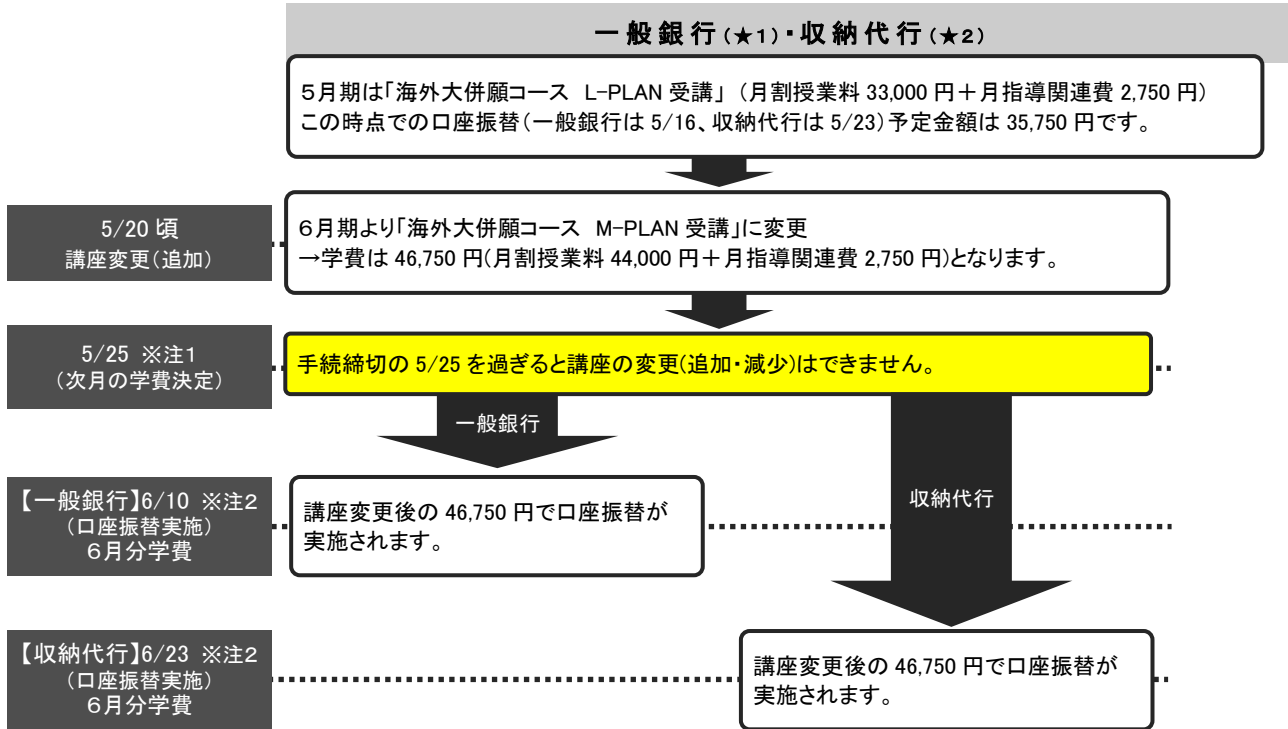 一般銀行(★1)・収納代行(★2)
5月期は「海外大併願コース L-PLAN 受講」 (月割授業料 33,000 円+月指導関連費 2,750 円)
この時点での口座振替(一般銀行は 5/16、収納代行は 5/23)予定金額は 35,750 円です。
5/20 頃
講座変更(追加)
6月期より「海外大併願コース M-PLAN 受講」に変更
→学費は 46,750 円(月割授業料 44,000 円+月指導関連費 2,750 円)となります。
5/25 ※注1
(次月の学費決定)
手続締切の 5/25 を過ぎると講座の変更(追加・減少)はできません。
一般銀行
収納代行
【一般銀行】6/10 ※注2
(口座振替実施)
6月分学費
講座変更後の 46,750 円で口座振替が
実施されます。
【収納代行】6/23 ※注2
(口座振替実施)
6月分学費
講座変更後の 46,750 円で口座振替が
実施されます。